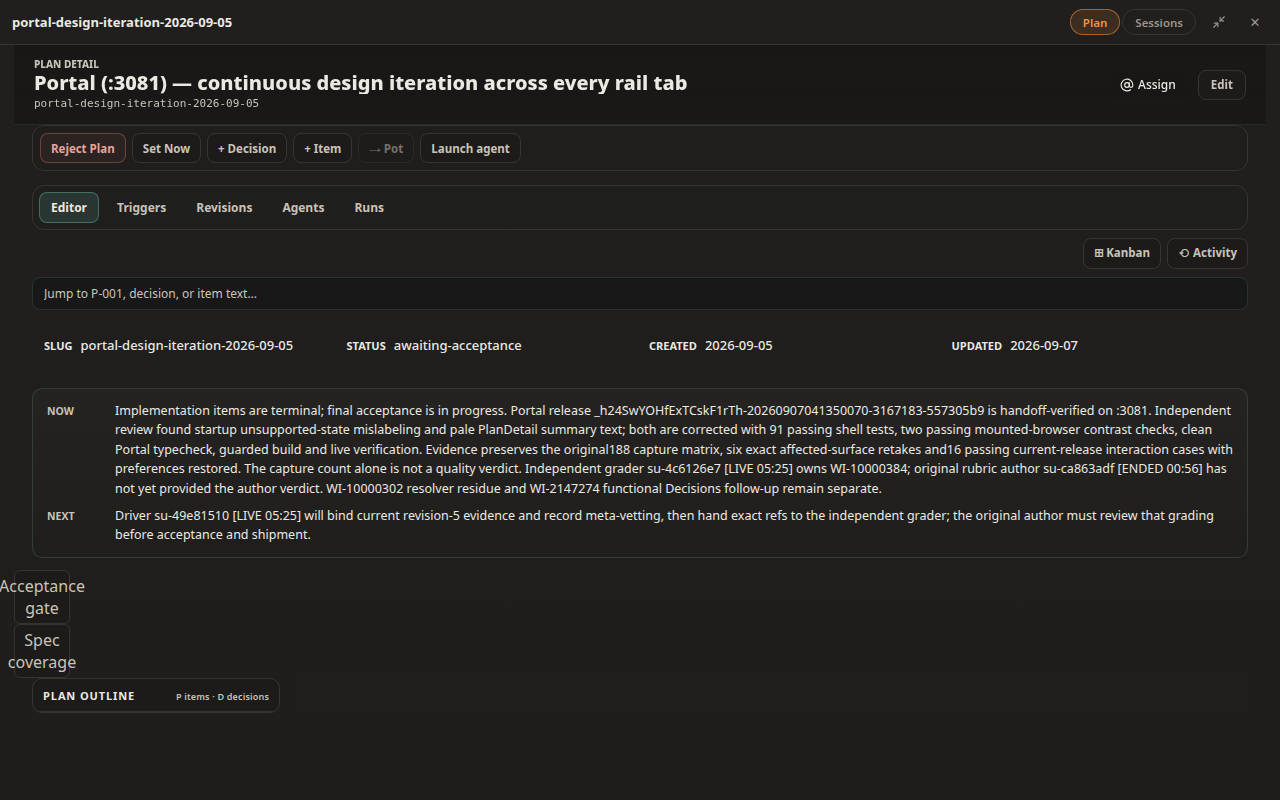 portal-design-iteration-2026-09-05
Plan
Sessions
PLAN DETAIL
Portal (:3081) — continuous design iteration across every rail tab
portal-design-iteration-2026-09-05
@ Assign
Edit
Reject Plan
Set Now
+ Decision
+ Item
→ Pot
Launch agent
Editor
Triggers
Revisions
Agents
Runs
⊞ Kanban
⟲ Activity
Jump to P-001, decision, or item text...
SLUG portal-design-iteration-2026-09-05
STATUS awaiting-acceptance
CREATED 2026-09-05
UPDATED 2026-09-07
NOW
Implementation items are terminal; final acceptance is in progress. Portal release _h24SwYOHfExTCskF1rTh-20260907041350070-3167183-557305b9 is handoff-verified on :3081. Independent
review found startup unsupported-state mislabeling and pale PlanDetail summary text; both are corrected with 91 passing shell tests, two passing mounted-browser contrast checks, clean
Portal typecheck, guarded build and live verification. Evidence preserves the original188 capture matrix, six exact affected-surface retakes and16 passing current-release interaction cases with
preferences restored. The capture count alone is not a quality verdict. Independent grader su-4c6126e7 [LIVE 05:25] owns WI-10000384; original rubric author su-ca863adf [ENDED 00:56] has
not yet provided the author verdict. WI-10000302 resolver residue and WI-2147274 functional Decisions follow-up remain separate.
NEXT
Driver su-49e81510 [LIVE 05:25] will bind current revision-5 evidence and record meta-vetting, then hand exact refs to the independent grader; the original author must review that grading
before acceptance and shipment.
Acceptance
gate
Spec
coverage
PLAN OUTLINE
P items · D decisions